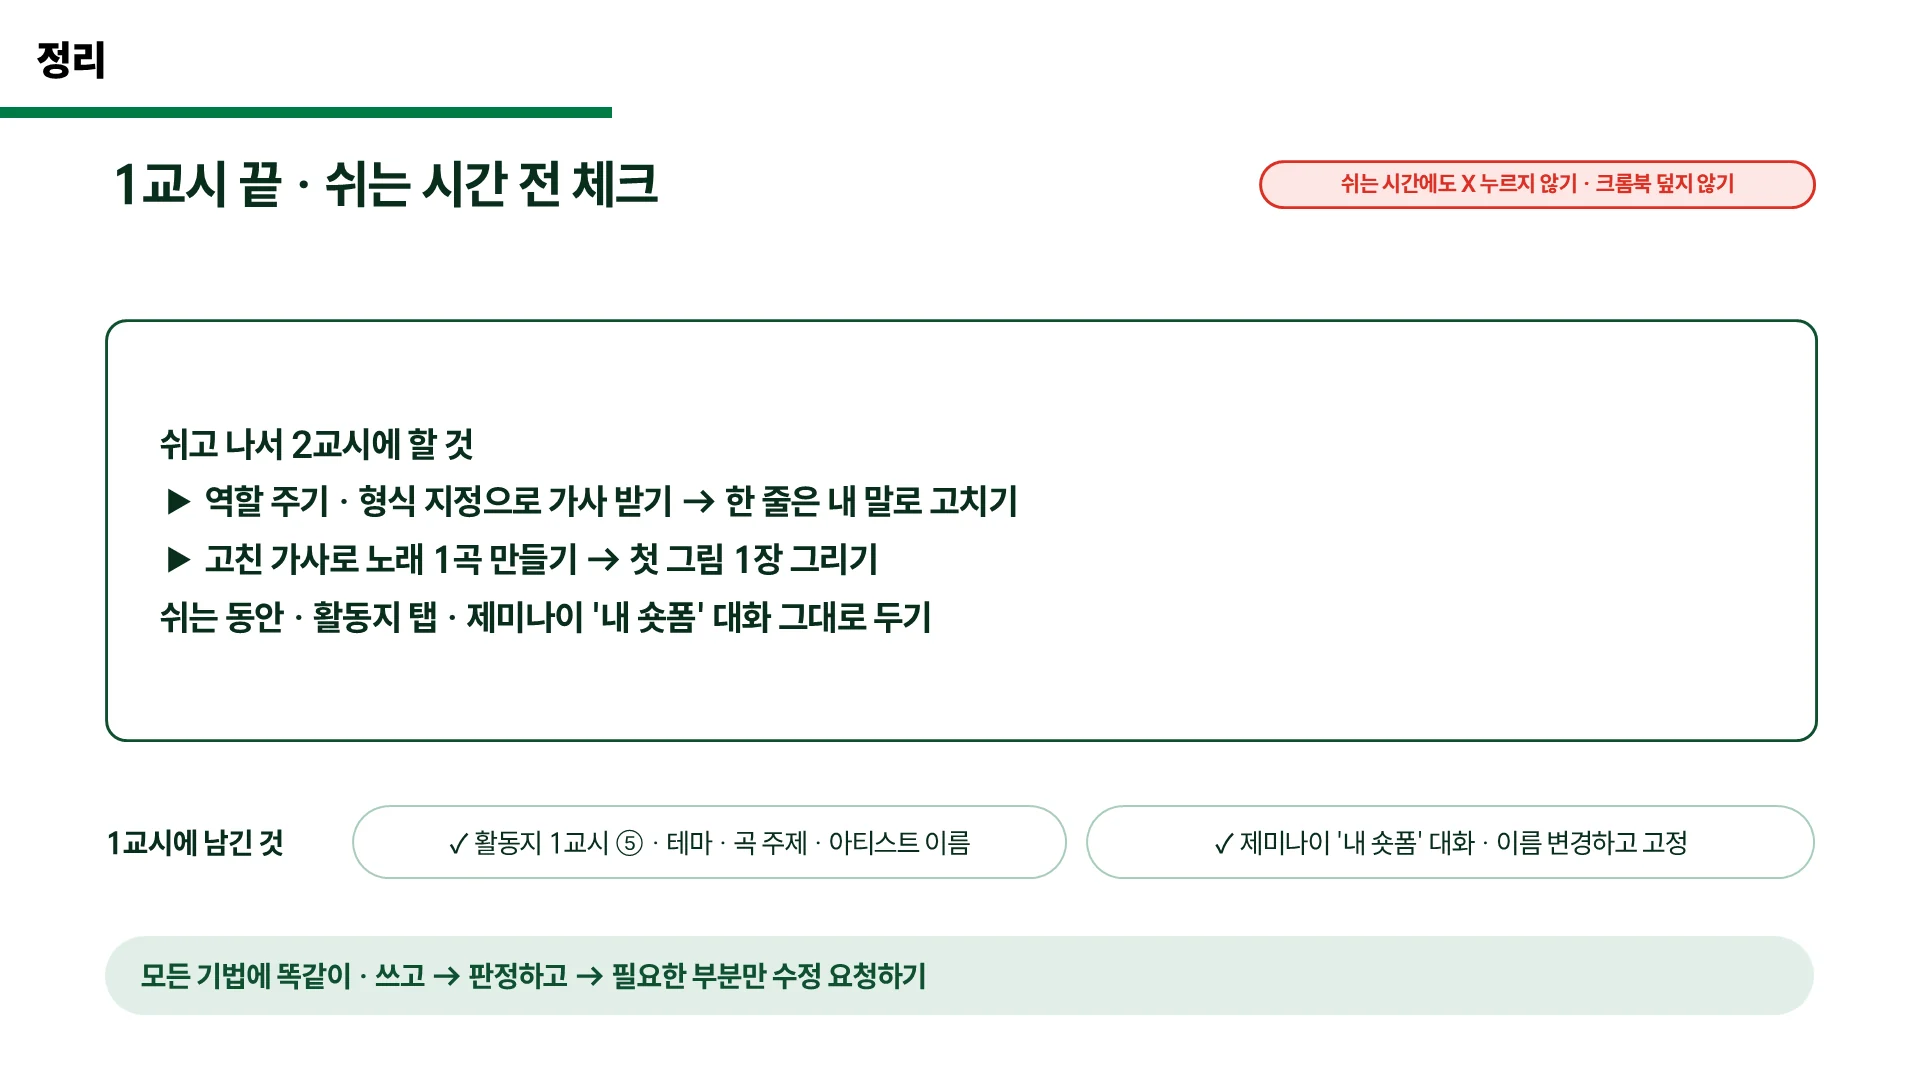 정리
1교시 끝 · 쉬는 시간 전 체크
쉬는 시간에도 X 누르지 않기 · 크롬북 덮지 않기
쉬고 나서 2교시에 할 것
▶ 역할 주기 · 형식 지정으로 가사 받기 → 한 줄은 내 말로 고치기
▶ 고친 가사로 노래 1곡 만들기 → 첫 그림 1장 그리기
쉬는 동안 · 활동지 탭 · 제미나이 '내 숏폼' 대화 그대로 두기
1교시에 남긴 것
✓ 활동지 1교시 ⑤ · 테마 · 곡 주제 · 아티스트 이름
✓ 제미나이 '내 숏폼' 대화 · 이름 변경하고 고정
모든 기법에 똑같이 · 쓰고 → 판정하고 → 필요한 부분만 수정 요청하기